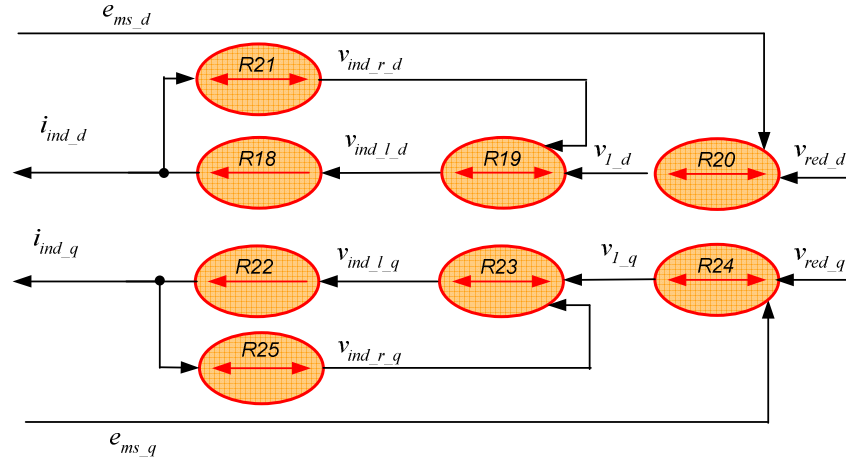 e_ms_d
R21
v_ind_r_d
i_ind_d
R18
v_ind_l_d
R19
v_1_d
R20
v_red_d
i_ind_q
R22
v_ind_l_q
R23
v_1_q
R24
v_red_q
R25
v_ind_r_q
e_ms_q